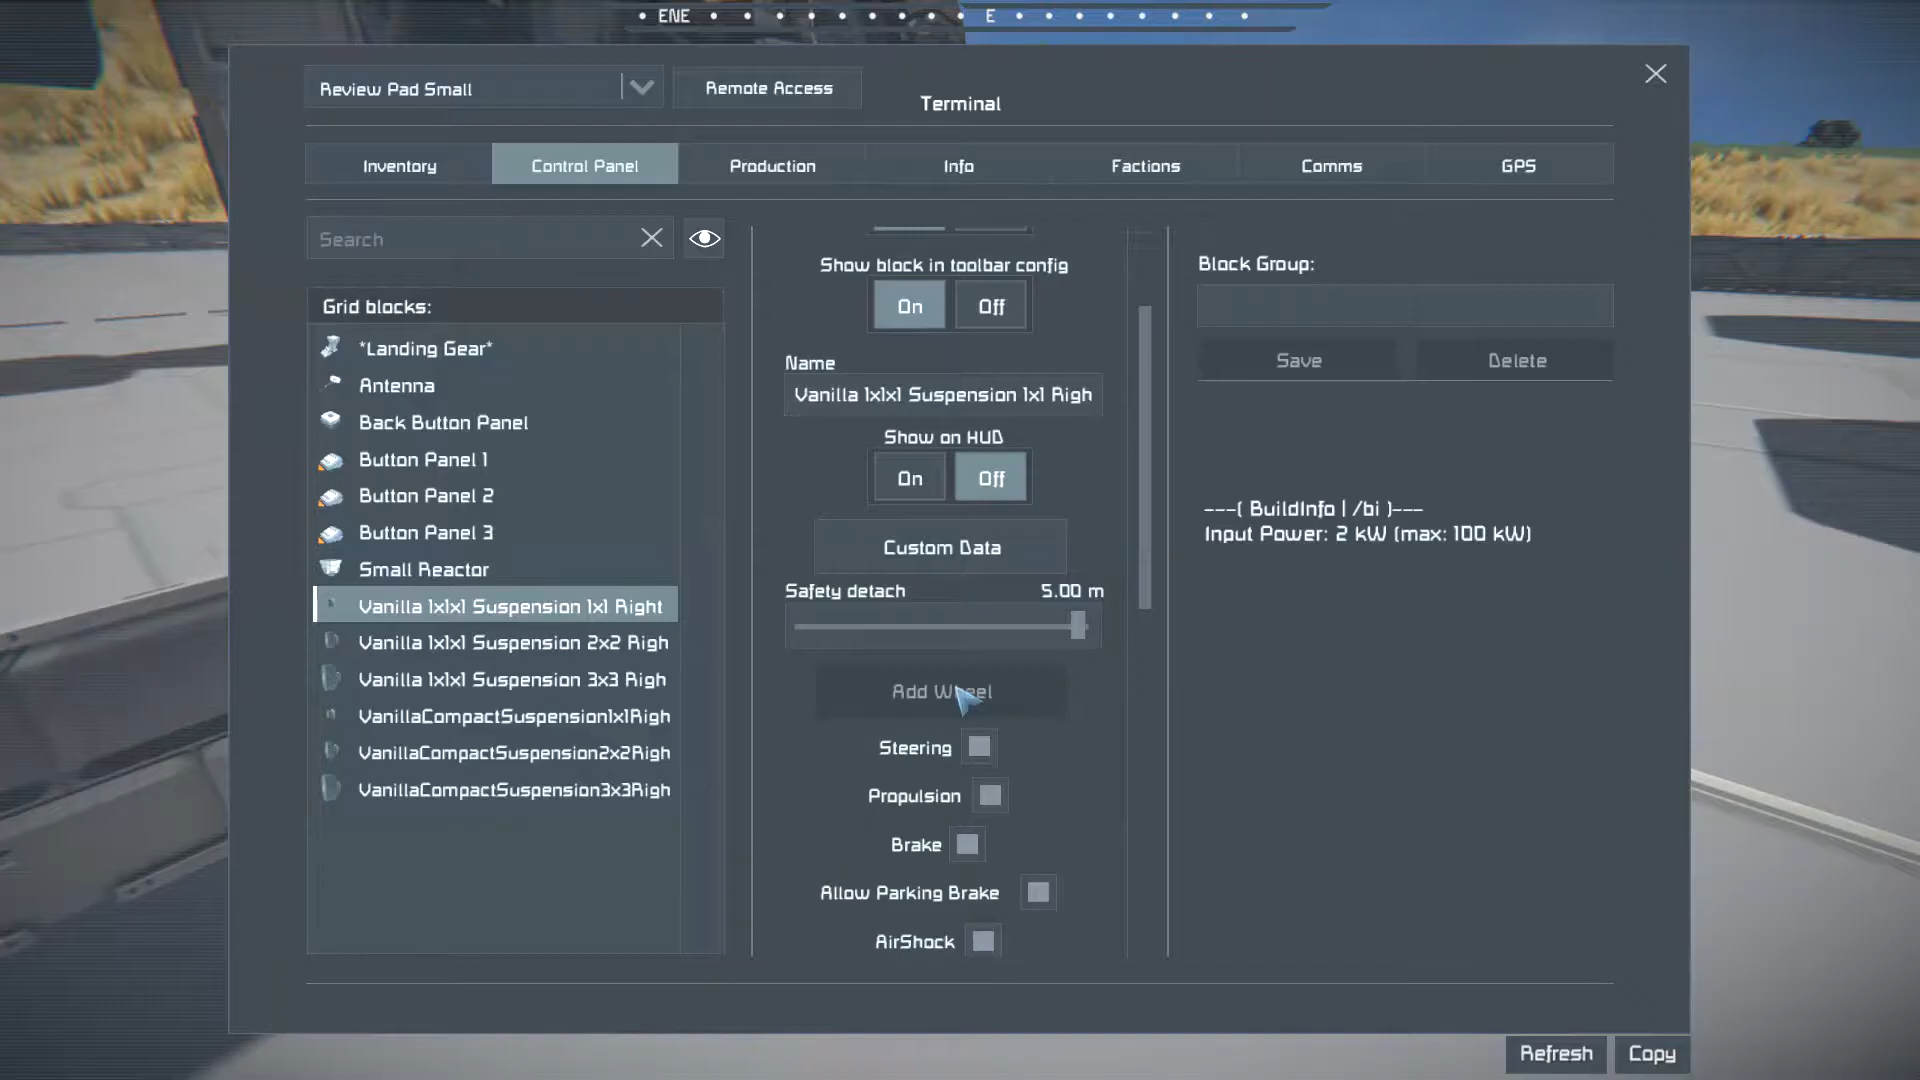 ENE
E
Review Pad Small
Remote Access
Terminal
Inventory
Control Panel
Production
Info
Factions
Comms
GPS
Search
Grid blocks:
*Landing Gear*
Antenna
Back Button Panel
Button Panel 1
Button Panel 2
Button Panel 3
Small Reactor
Vanilla 1x1x1 Suspension 1x1 Right
Vanilla 1x1x1 Suspension 2x2 Righ
Vanilla 1x1x1 Suspension 3x3 Righ
VanillaCompactSuspension1x1Righ
VanillaCompactSuspension2x2Righ
VanillaCompactSuspension3x3Righ
Show block in toolbar config
On
Off
Name
Vanilla 1x1x1 Suspension 1x1 Righ
Show on HUD
On
Off
Custom Data
Safety detach
5.00 m
Add Wheel
Steering
Propulsion
Brake
Allow Parking Brake
AirShock
Block Group:
Save
Delete
---( BuildInfo | /bi )---
Input Power: 2 kW (max: 100 kW)
Refresh
Copy